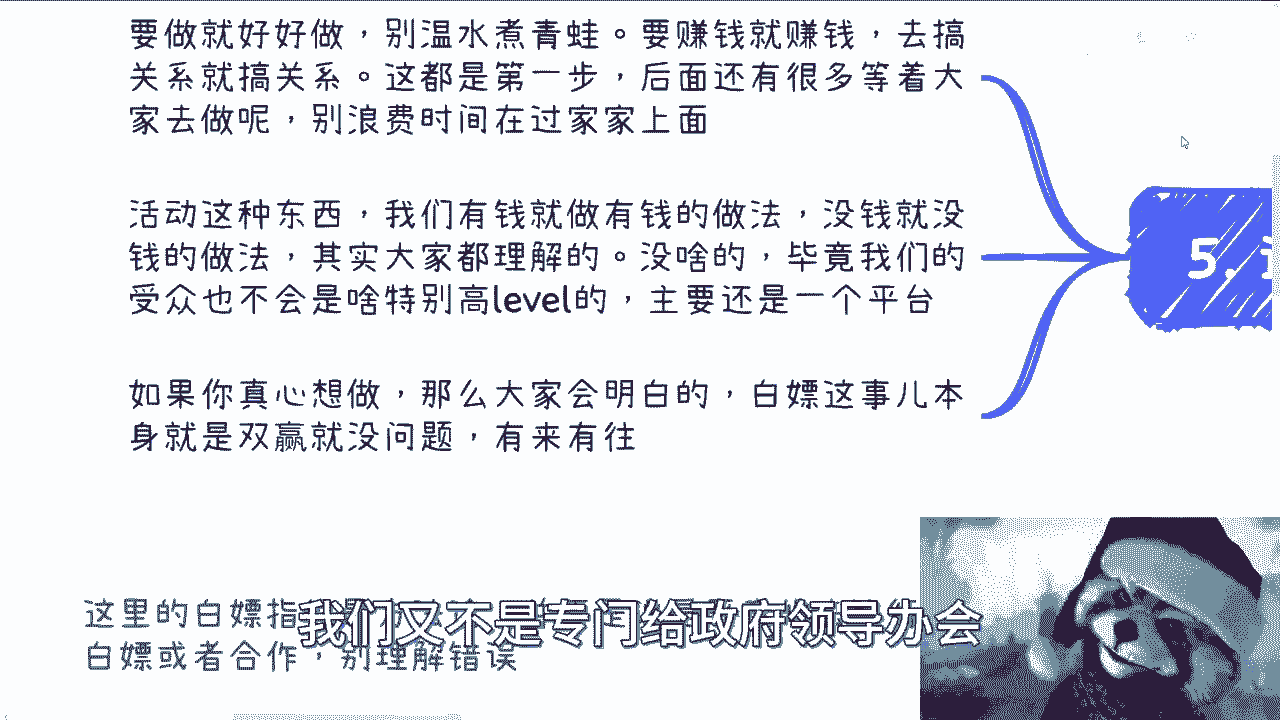 要做就好好做，别温水煮青蛙。要赚钱就赚钱，去搞
关系就搞关系。这都是第一步，后面还有很多等着大
家去做呢，别浪费时间在过家家上面
活动这种东西，我们有钱就做有钱的做法，没钱就没
钱的做法，其实大家都理解的。没啥的，毕竟我们的
受众也不会是啥特别高level的，主要还是一个平台
如果你真心想做，那么大家会明白的，白嫖这事儿本
身就是双赢就没问题，有来有往
5.
这里的白嫖指
我们又不是专门给政府领导办会
白嫖或者合作，别理解错误